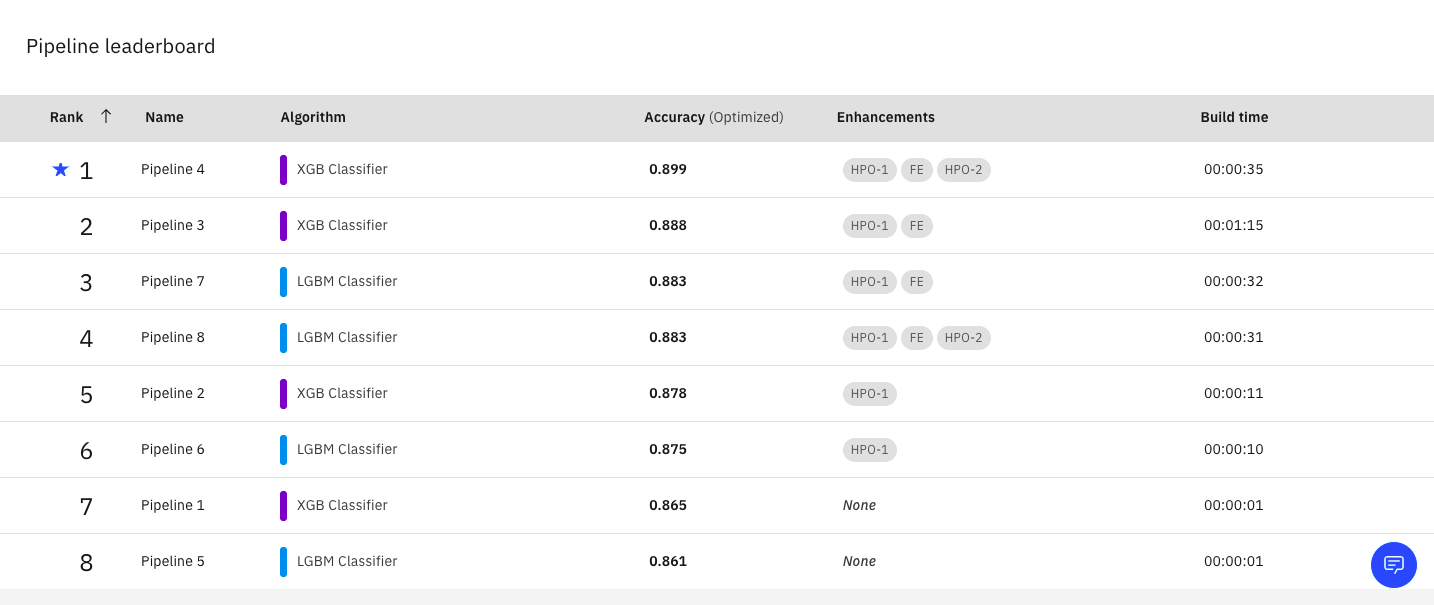 Pipeline leaderboard
Rank ↑ Name Algorithm Accuracy (Optimized) Enhancements Build time
★ 1 Pipeline 4 XGB Classifier 0.899 HPO-1 FE HPO-2 00:00:35
2 Pipeline 3 XGB Classifier 0.888 HPO-1 FE 00:01:15
3 Pipeline 7 LGBM Classifier 0.883 HPO-1 FE 00:00:32
4 Pipeline 8 LGBM Classifier 0.883 HPO-1 FE HPO-2 00:00:31
5 Pipeline 2 XGB Classifier 0.878 HPO-1 00:00:11
6 Pipeline 6 LGBM Classifier 0.875 HPO-1 00:00:10
7 Pipeline 1 XGB Classifier 0.865 None 00:00:01
8 Pipeline 5 LGBM Classifier 0.861 None 00:00:01